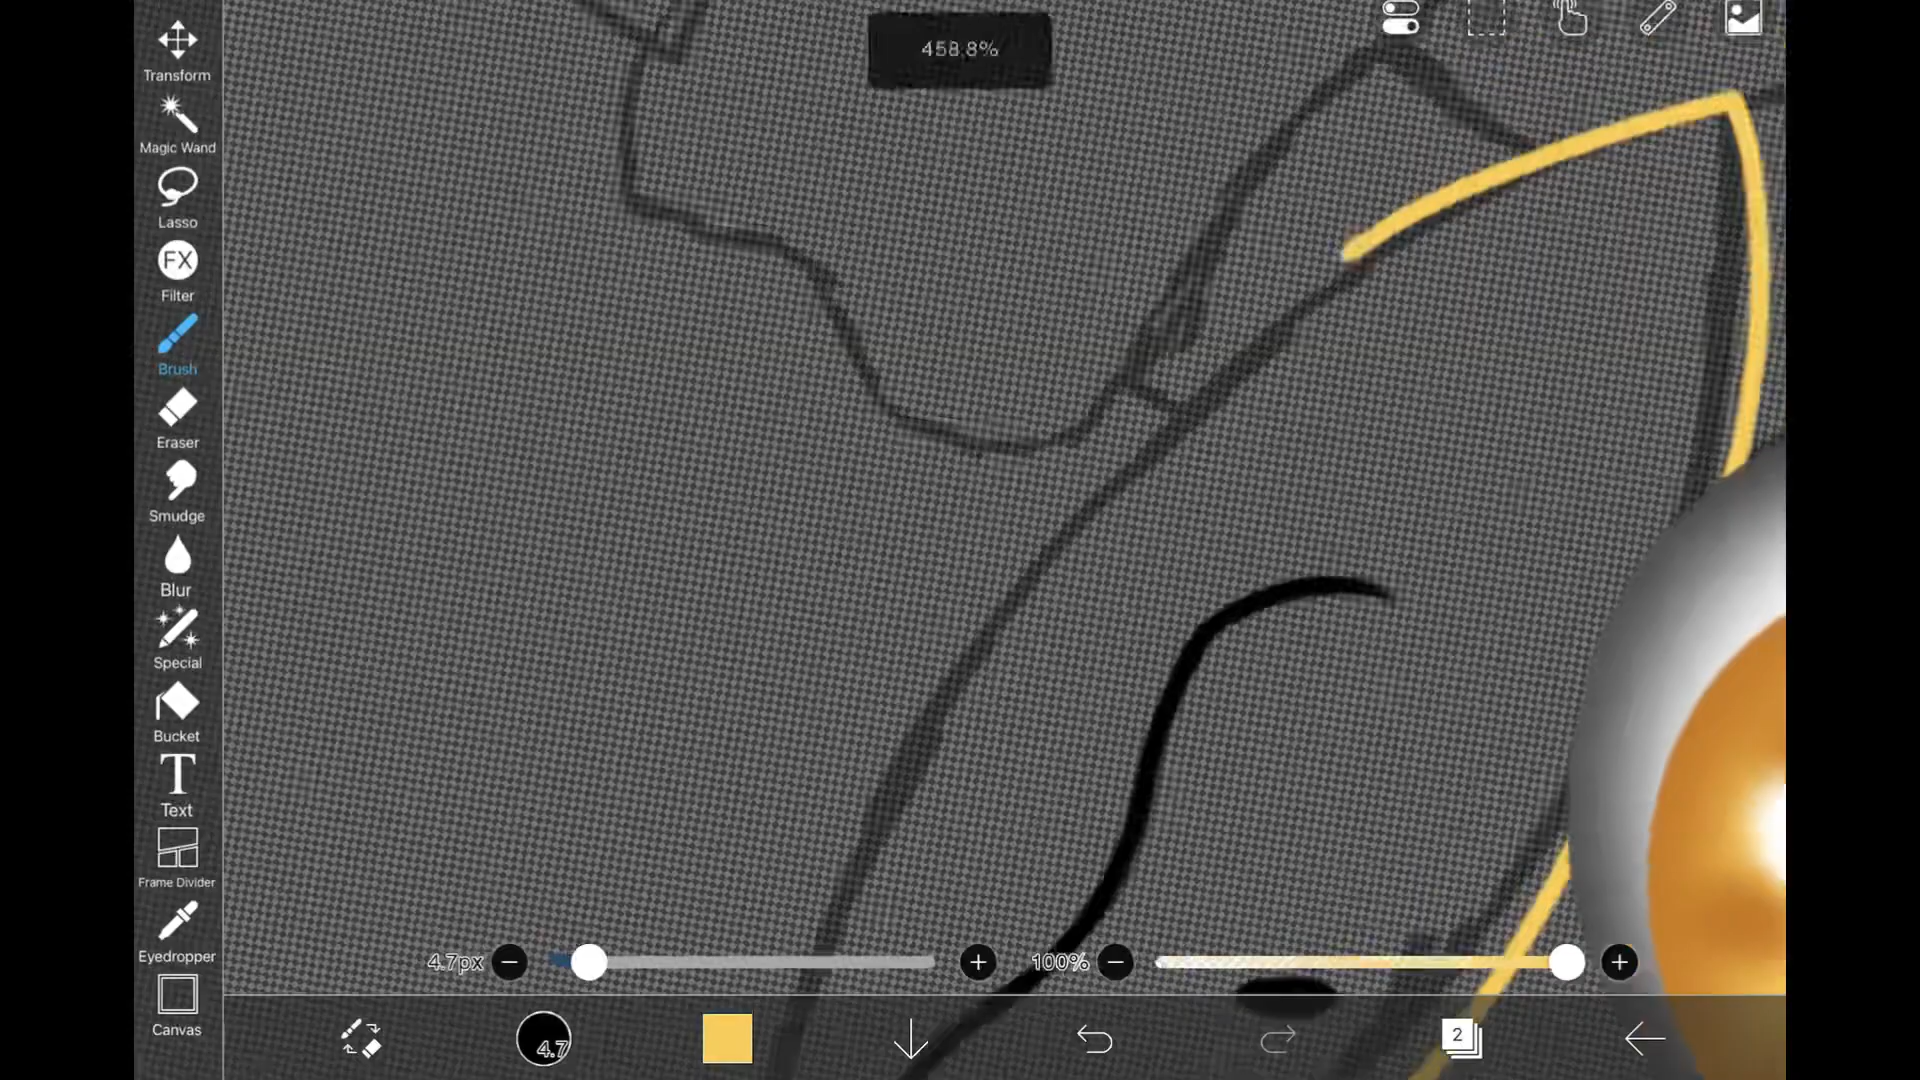 458.8%
Transform
Magic Wand
Lasso
FX
Filter
Brush
Eraser
Smudge
Blur
Special
Bucket
T
Text
Frame Divider
Eyedropper
Canvas
4.7px
100%
4.7
2